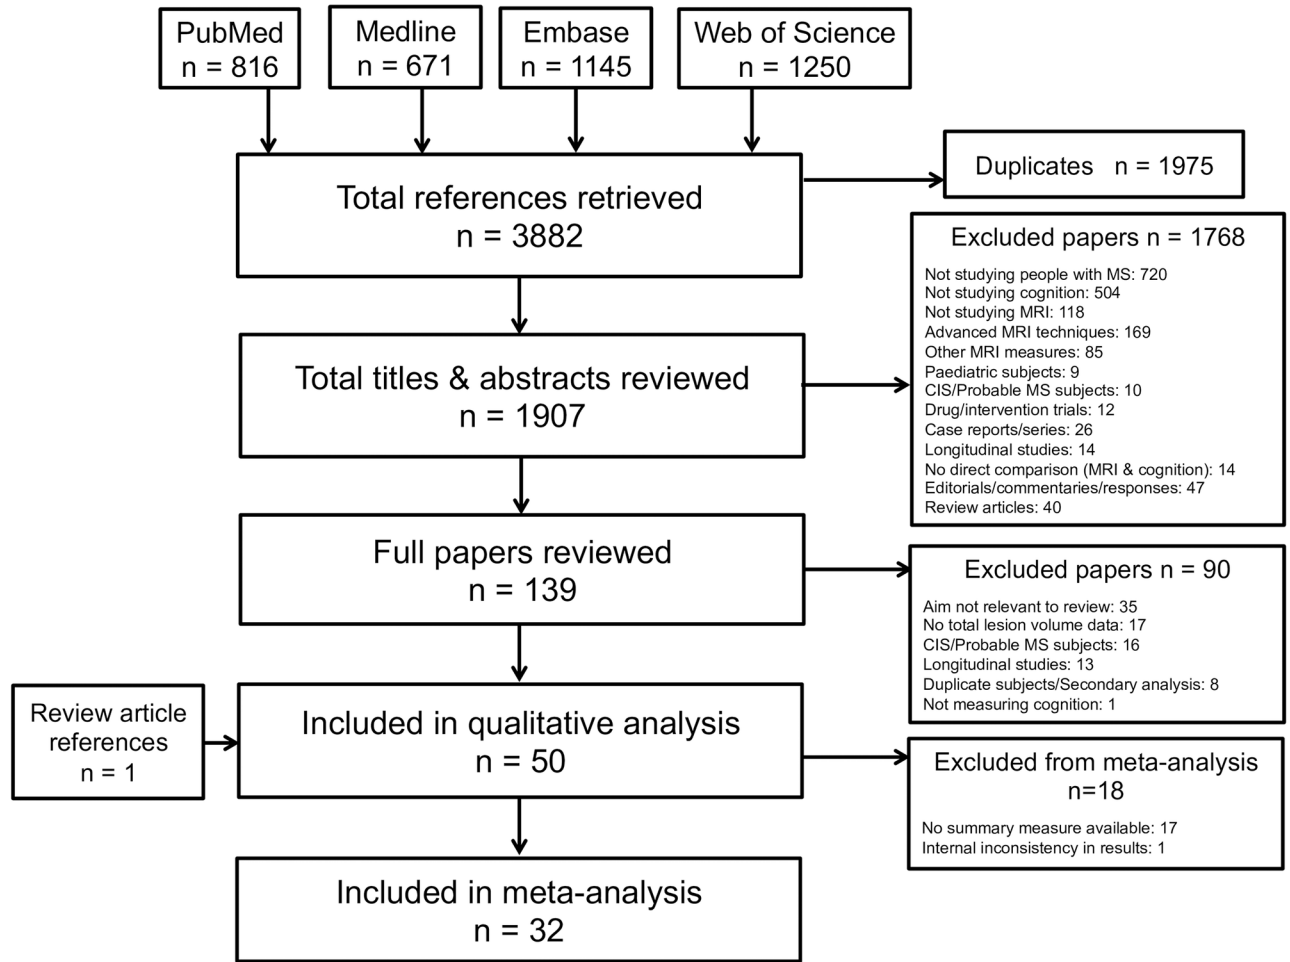 PubMed
n = 816
Medline
n = 671
Embase
n = 1145
Web of Science
n = 1250
Total references retrieved
n = 3882
Duplicates n = 1975
Total titles & abstracts reviewed
n = 1907
Excluded papers n = 1768
Not studying people with MS: 720
Not studying cognition: 504
Not studying MRI: 118
Advanced MRI techniques: 169
Other MRI measures: 85
Paediatric subjects: 9
CIS/Probable MS subjects: 10
Drug/intervention trials: 12
Case reports/series: 26
Longitudinal studies: 14
No direct comparison (MRI & cognition): 14
Editorials/commentaries/responses: 47
Review articles: 40
Full papers reviewed
n = 139
Excluded papers n = 90
Aim not relevant to review: 35
No total lesion volume data: 17
CIS/Probable MS subjects: 16
Longitudinal studies: 13
Duplicate subjects/Secondary analysis: 8
Not measuring cognition: 1
Review article
references
n = 1
Included in qualitative analysis
n = 50
Excluded from meta-analysis
n=18
No summary measure available: 17
Internal inconsistency in results: 1
Included in meta-analysis
n = 32